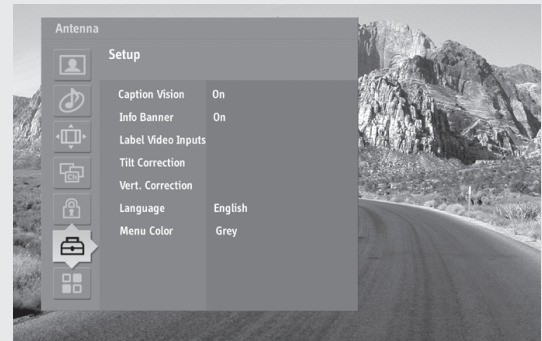 Antenna
Setup
Caption Vision On
Info Banner On
Label Video Inputs
Tilt Correction
Vert. Correction
Language English
Menu Color Grey
Ch